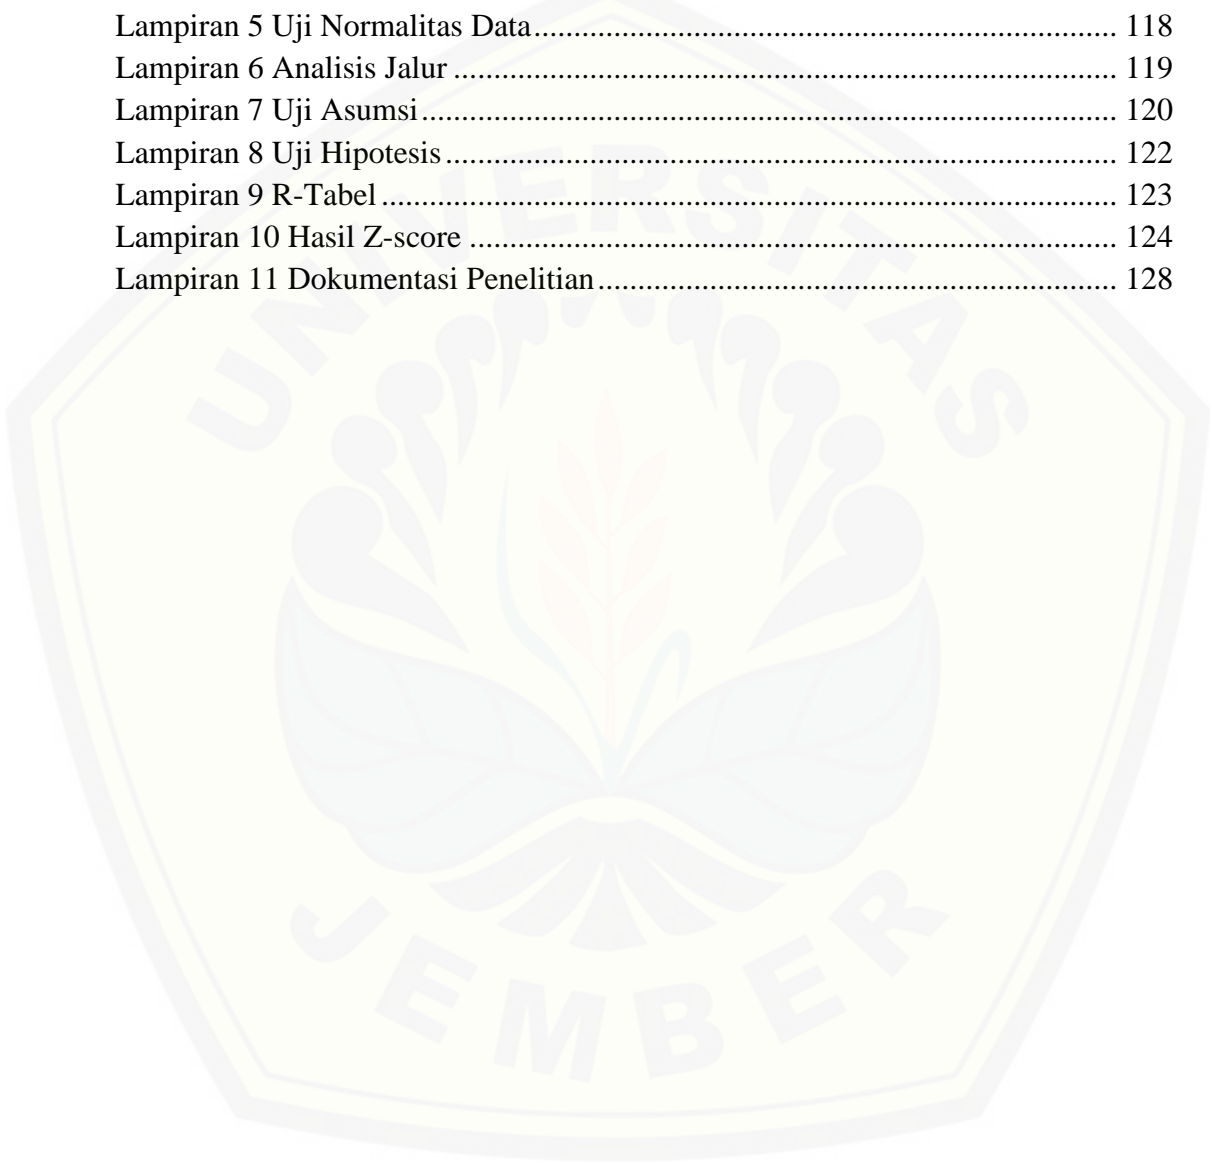 Lampiran 5 Uji Normalitas Data........................................................................ 118
Lampiran 6 Analisis Jalur .................................................................................. 119
Lampiran 7 Uji Asumsi...................................................................................... 120
Lampiran 8 Uji Hipotesis ................................................................................... 122
Lampiran 9 R-Tabel ........................................................................................... 123
Lampiran 10 Hasil Z-score ................................................................................ 124
Lampiran 11 Dokumentasi Penelitian ................................................................ 128
UNIVERSITAS
JEMBER